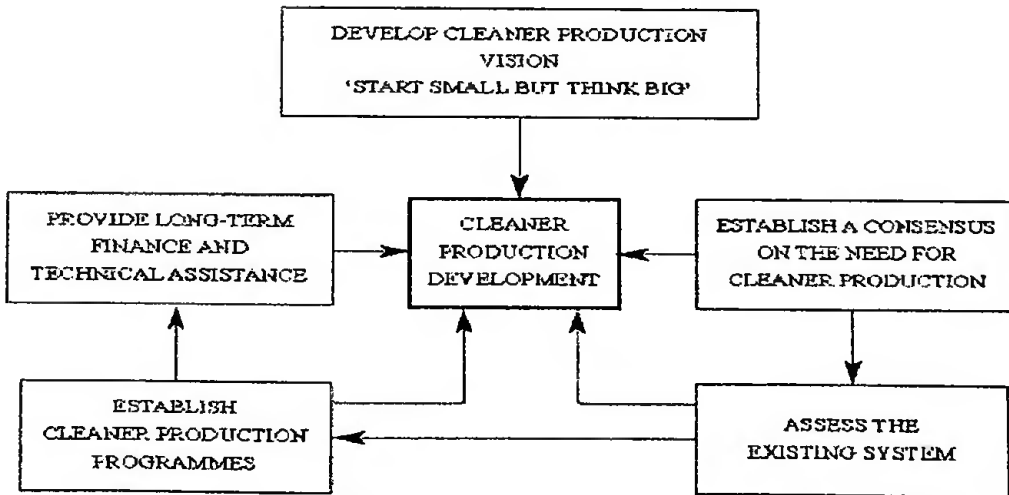 DEVELOP CLEANER PRODUCTION
VISION
'START SMALL BUT THINK BIG'
PROVIDE LONG-TERM
FINANCE AND
TECHNICAL ASSISTANCE
CLEANER
PRODUCTION
DEVELOPMENT
ESTABLISH A CONSENSUS
ON THE NEED FOR
CLEANER PRODUCTION
ESTABLISH
CLEANER PRODUCTION
PROGRAMMES
ASSESS THE
EXISTING SYSTEM